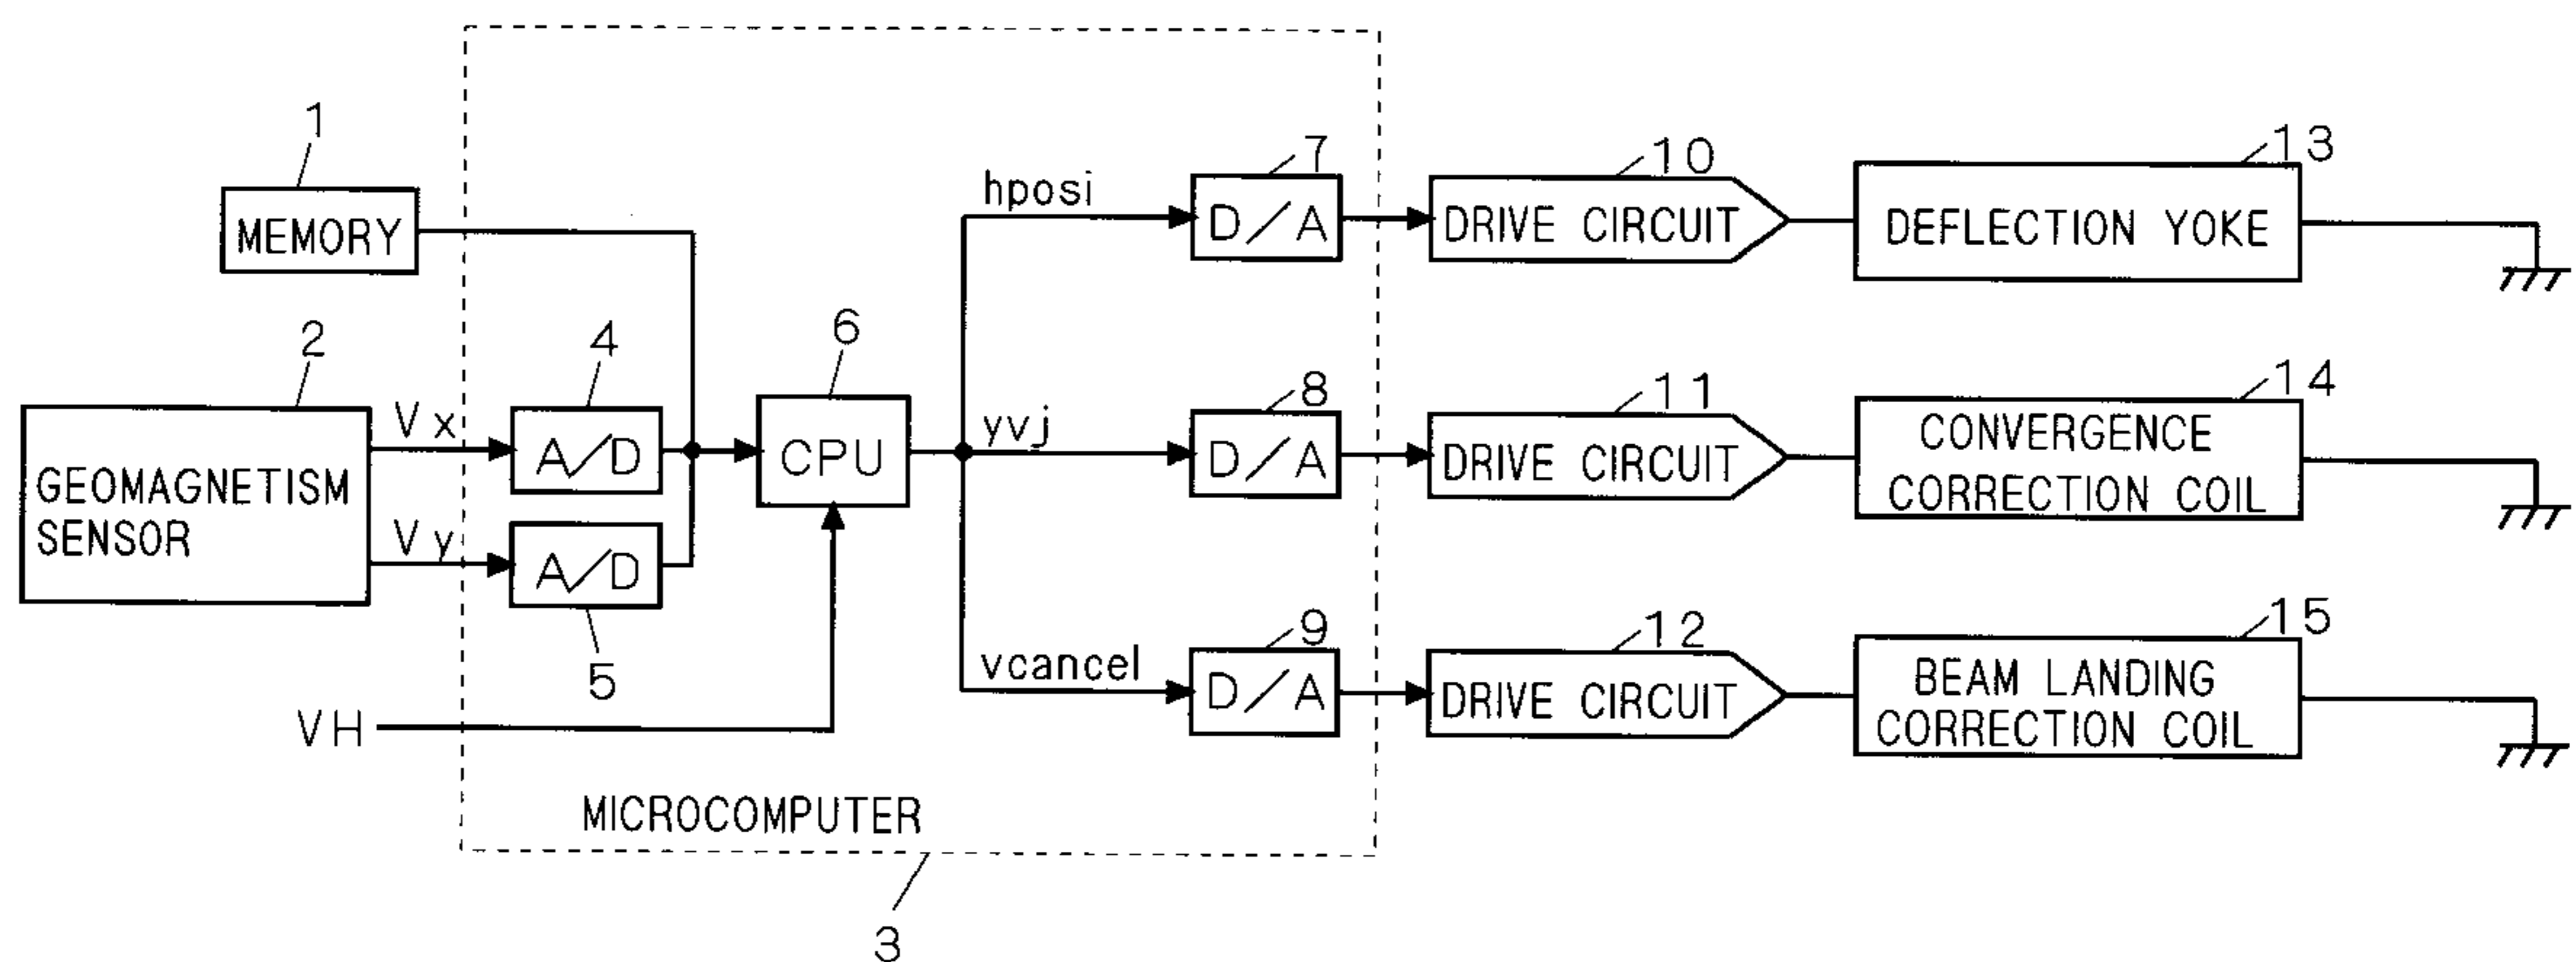 1
MEMORY
2
GEOMAGNETISM
SENSOR
Vx
Vy
VH
4
A/D
A/D
5
6
CPU
MICROCOMPUTER
3
hposi
7
D/A
10
DRIVE CIRCUIT
13
DEFLECTION YOKE
yvj
8
D/A
11
DRIVE CIRCUIT
14
CONVERGENCE
CORRECTION COIL
vcancel
9
D/A
12
DRIVE CIRCUIT
15
BEAM LANDING
CORRECTION COIL